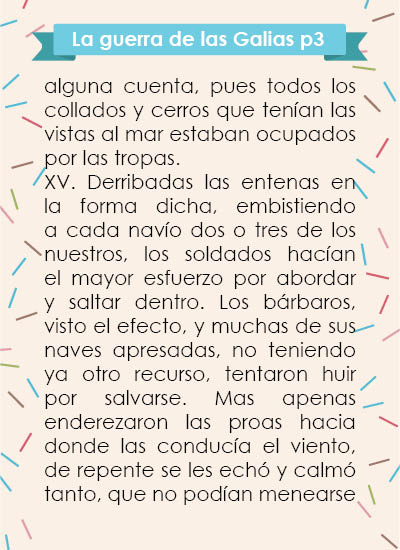 La guerra de las Galias p3
alguna cuenta, pues todos los
collados y cerros que tenían las
vistas al mar estaban ocupados
por las tropas.
XV. Derribadas las entenas en
la forma dicha, embistiendo
a cada navío dos o tres de los
nuestros, los soldados hacían
el mayor esfuerzo por abordar
y saltar dentro. Los bárbaros,
visto el efecto, y muchas de sus
naves apresadas, no teniendo
ya otro recurso, tentaron huir
por salvarse. Mas apenas
enderezaron las proas hacia
donde las conducía el viento,
de repente se les echó y calmó
tanto, que no podían menearse